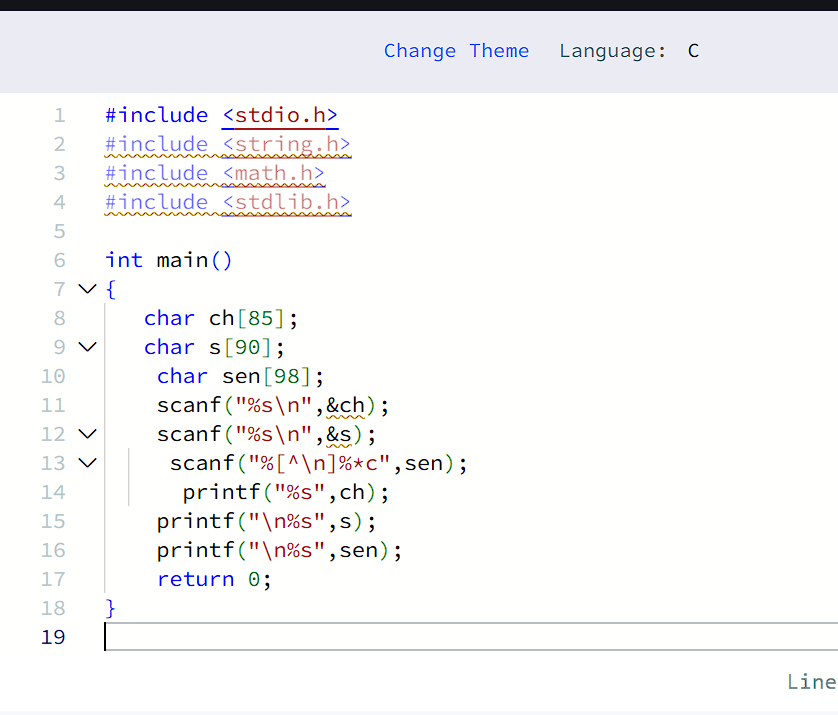 Change Theme Language: C
1 #include <stdio.h>
2 #include <string.h>
3 #include <math.h>
4 #include <stdlib.h>
5
6 int main()
7 {
8 char ch[85];
9 char s[90];
10 char sen[98];
11 scanf("%s\n",&ch);
12 scanf("%s\n",&s);
13 scanf("%[^\n]%*c",sen);
14 printf("%s",ch);
15 printf("\n%s",s);
16 printf("\n%s",sen);
17 return 0;
18 }
19
Line